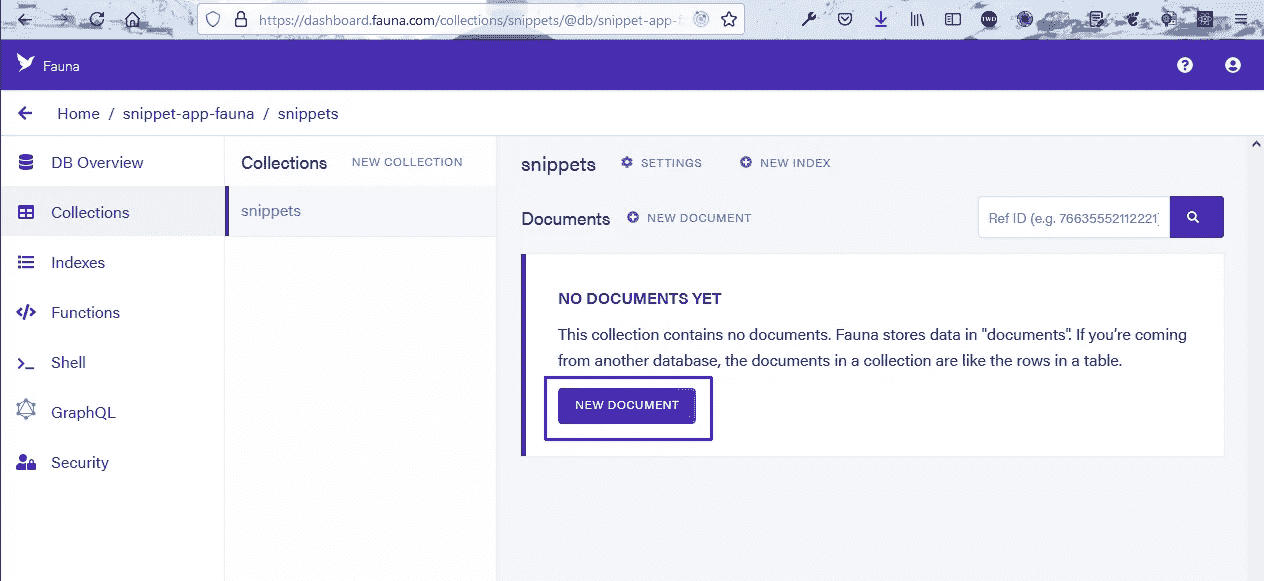 https://dashboard.fauna.com/collections/snippets/@db/snippet-app-f
Fauna
Home / snippet-app-fauna / snippets
DB Overview
Collections
Indexes
Functions
Shell
GraphQL
Security
Collections NEW COLLECTION
snippets
snippets SETTINGS NEW INDEX
Documents NEW DOCUMENT
Ref ID (e.g. 76635552112221)
NO DOCUMENTS YET
This collection contains no documents. Fauna stores data in "documents". If you're coming
from another database, the documents in a collection are like the rows in a table.
NEW DOCUMENT